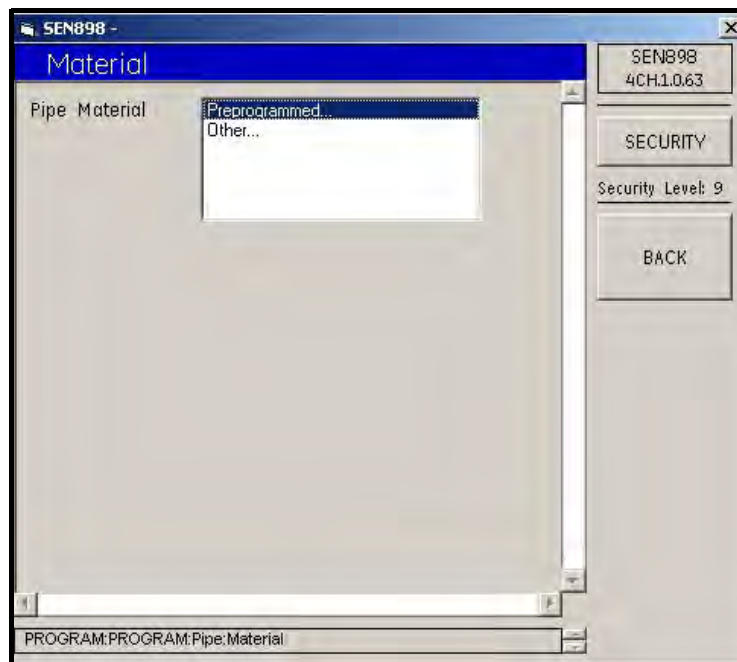 SEN898 -
Material
Pipe Material
Preprogrammed...
Other...
SEN898
4CH.1.0.63
SECURITY
Security Level: 9
BACK
PROGRAM:PROGRAM:Pipe:Material